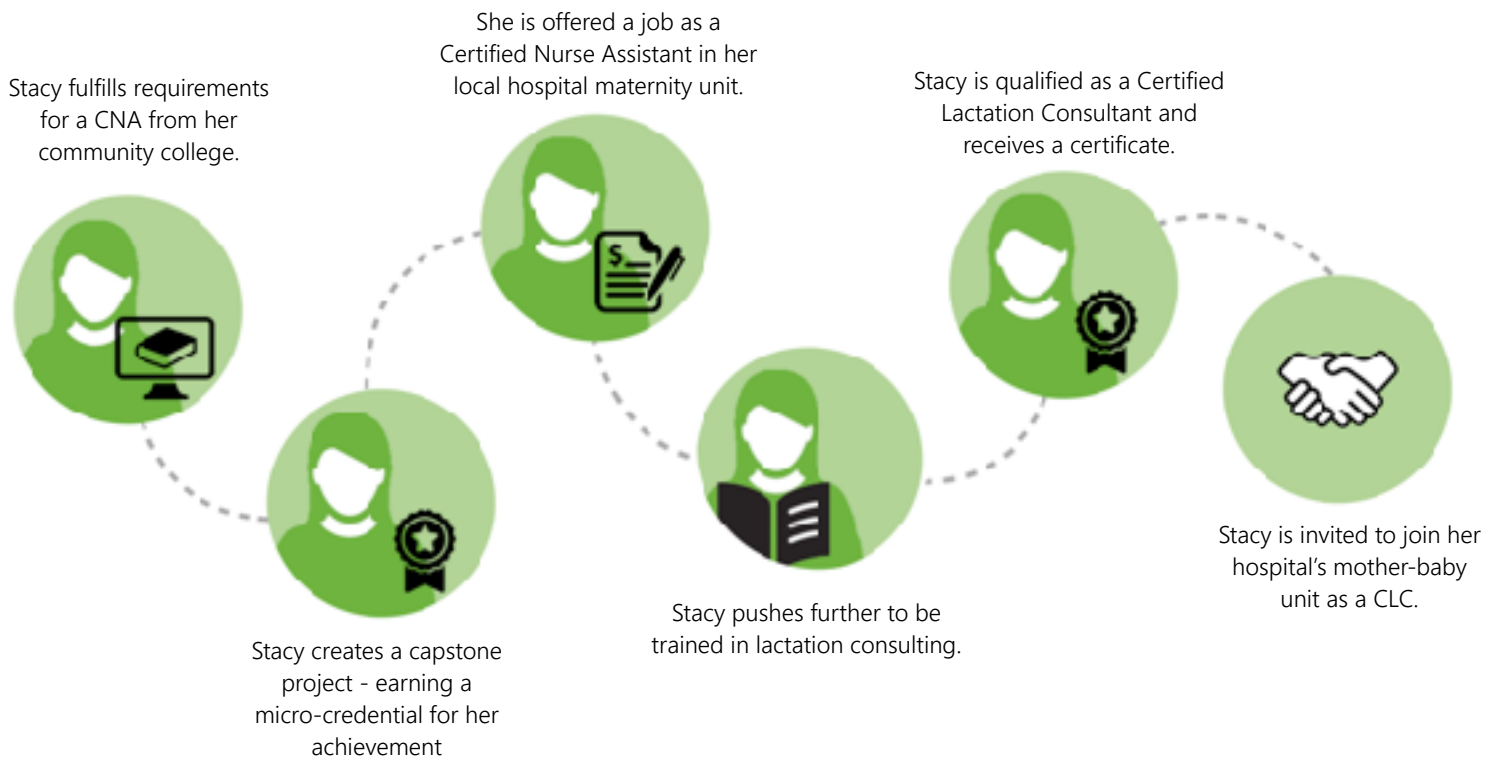 Stacy fulfills requirements
for a CNA from her
community college.
Stacy creates a capstone
project - earning a
micro-credential for her
achievement
She is offered a job as a
Certified Nurse Assistant in her
local hospital maternity unit.
$
Stacy pushes further to be
trained in lactation consulting.
Stacy is qualified as a Certified
Lactation Consultant and
receives a certificate.
Stacy is invited to join her
hospital’s mother-baby
unit as a CLC.